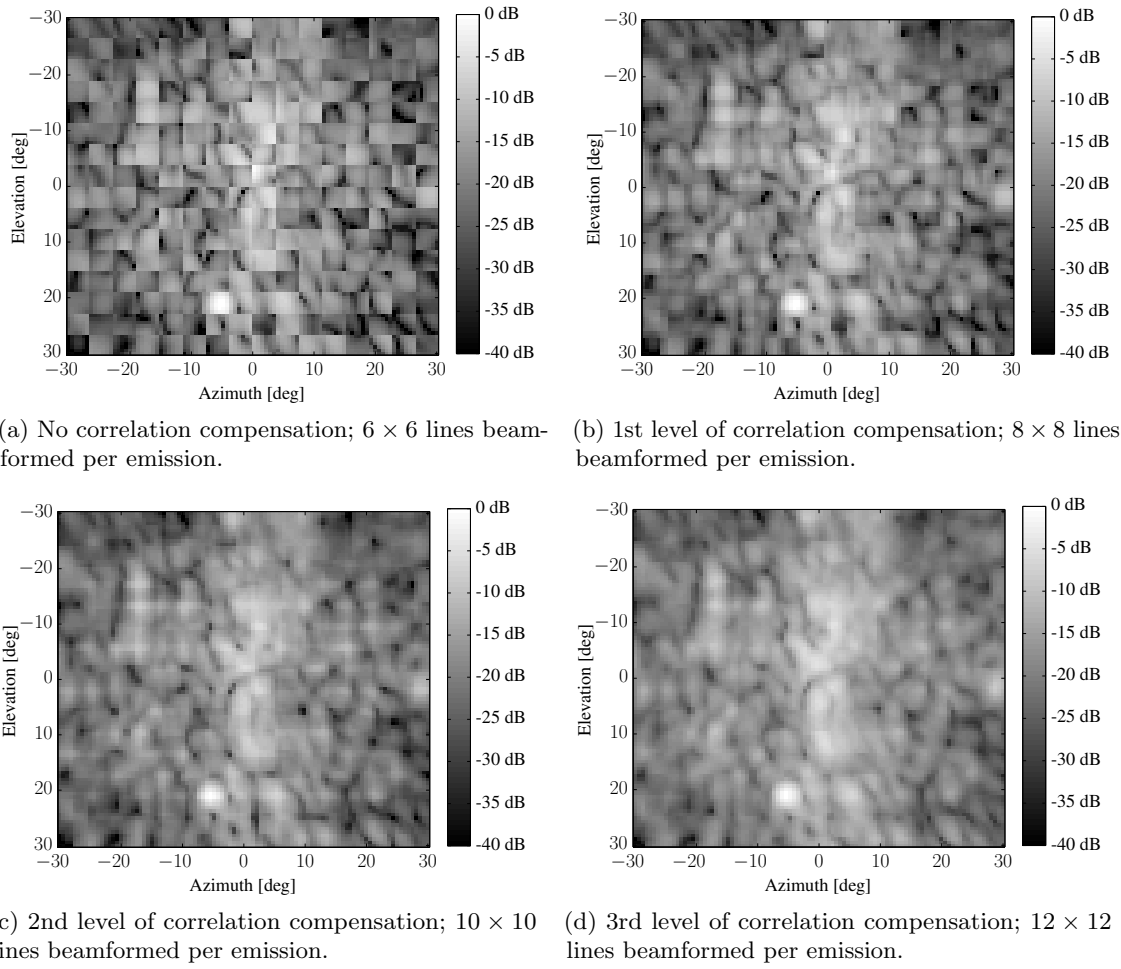 −30
−20
−10
0
10
20
30
Elevation [deg]
−30
−20
−10
0
10
20
30
Azimuth [deg]
0 dB
-5 dB
-10 dB
-15 dB
-20 dB
-25 dB
-30 dB
-35 dB
-40 dB
−30
−20
−10
0
10
20
30
Elevation [deg]
−30
−20
−10
0
10
20
30
Azimuth [deg]
0 dB
-5 dB
-10 dB
-15 dB
-20 dB
-25 dB
-30 dB
-35 dB
-40 dB
(a) No correlation compensation; 6 × 6 lines beam-
formed per emission.
(b) 1st level of correlation compensation; 8 × 8 lines
beamformed per emission.
−30
−20
−10
0
10
20
30
Elevation [deg]
−30
−20
−10
0
10
20
30
Azimuth [deg]
0 dB
-5 dB
-10 dB
-15 dB
-20 dB
-25 dB
-30 dB
-35 dB
-40 dB
−30
−20
−10
0
10
20
30
Elevation [deg]
−30
−20
−10
0
10
20
30
Azimuth [deg]
0 dB
-5 dB
-10 dB
-15 dB
-20 dB
-25 dB
-30 dB
-35 dB
-40 dB
c) 2nd level of correlation compensation; 10 × 10
lines beamformed per emission.
(d) 3rd level of correlation compensation; 12 × 12
lines beamformed per emission.